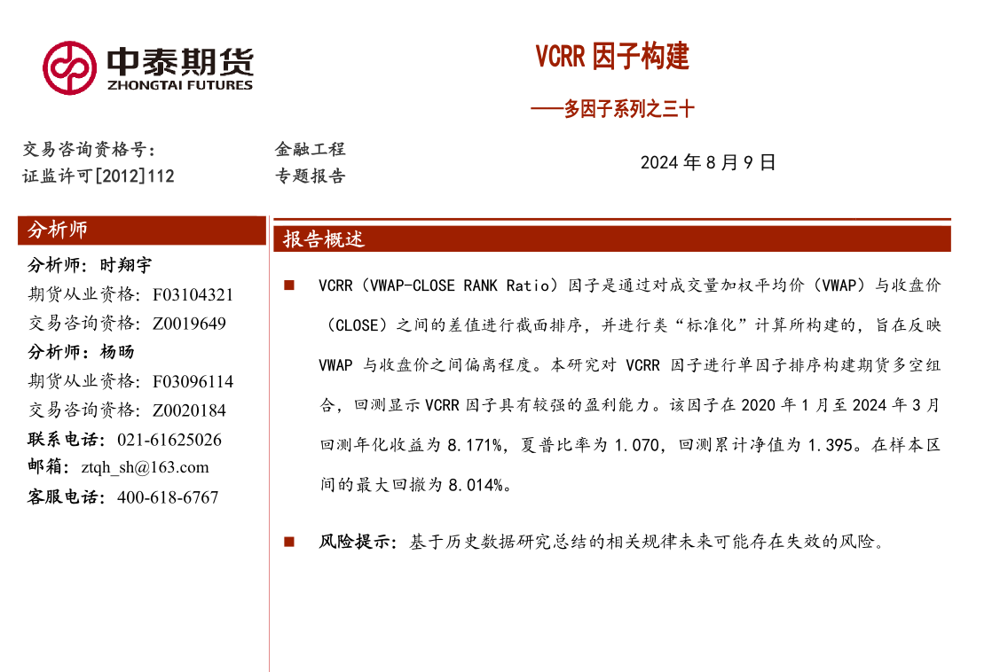 中泰期货
ZHONGTAI FUTURES
VCRR 因子构建
——多因子系列之三十
交易咨询资格号：
证监许可[2012]112
金融工程
专题报告
2024 年 8 月 9 日
分析师
分析师：时翔宇
期货从业资格：F03104321
交易咨询资格：Z0019649
分析师：杨旸
期货从业资格：F03096114
交易咨询资格：Z0020184
联系电话：021-61625026
邮箱：ztqh_sh@163.com
客服电话：400-618-6767
报告概述
■ VCRR（VWAP-CLOSE RANK Ratio）因子是通过对成交量加权平均价（VWAP）与收盘价
（CLOSE）之间的差值进行截面排序，并进行类“标准化”计算所构建的，旨在反映
VWAP 与收盘价之间偏离程度。本研究对 VCRR 因子进行单因子排序构建期货多空组
合，回测显示 VCRR 因子具有较强的盈利能力。该因子在 2020 年 1 月至 2024 年 3 月
回测年化收益为 8.171%，夏普比率为 1.070，回测累计净值为 1.395。在样本区
间的最大回撤为 8.014%。
■ 风险提示：基于历史数据研究总结的相关规律未来可能存在失效的风险。